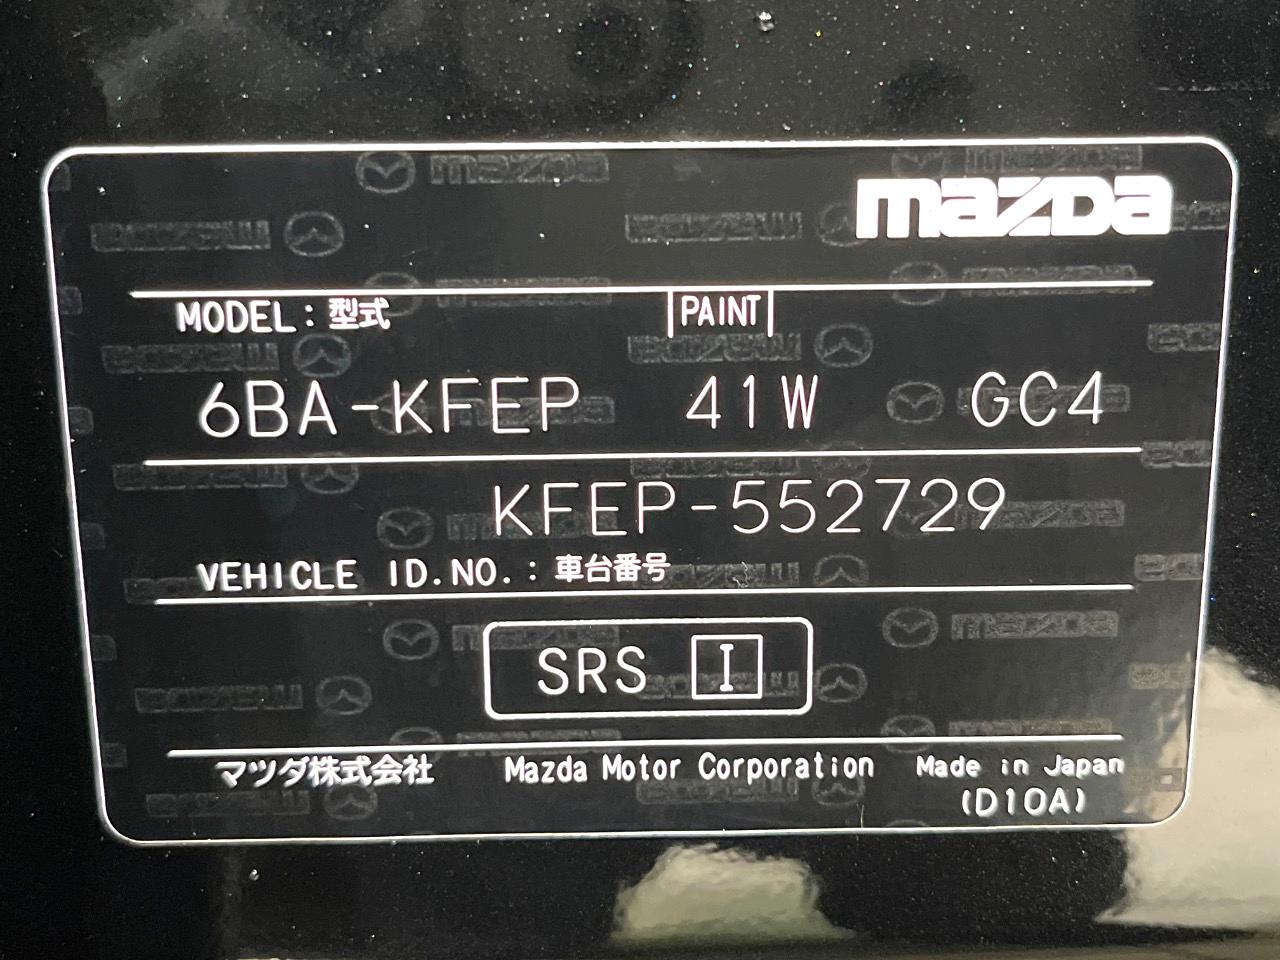 mazda
MODEL：型式 PAINT
6BA-KFEP 41W GC4
KFEP-552729
VEHICLE ID.NO.：車台番号
SRS I
マツダ株式会社 Mazda Motor Corporation Made in Japan
(D10A)